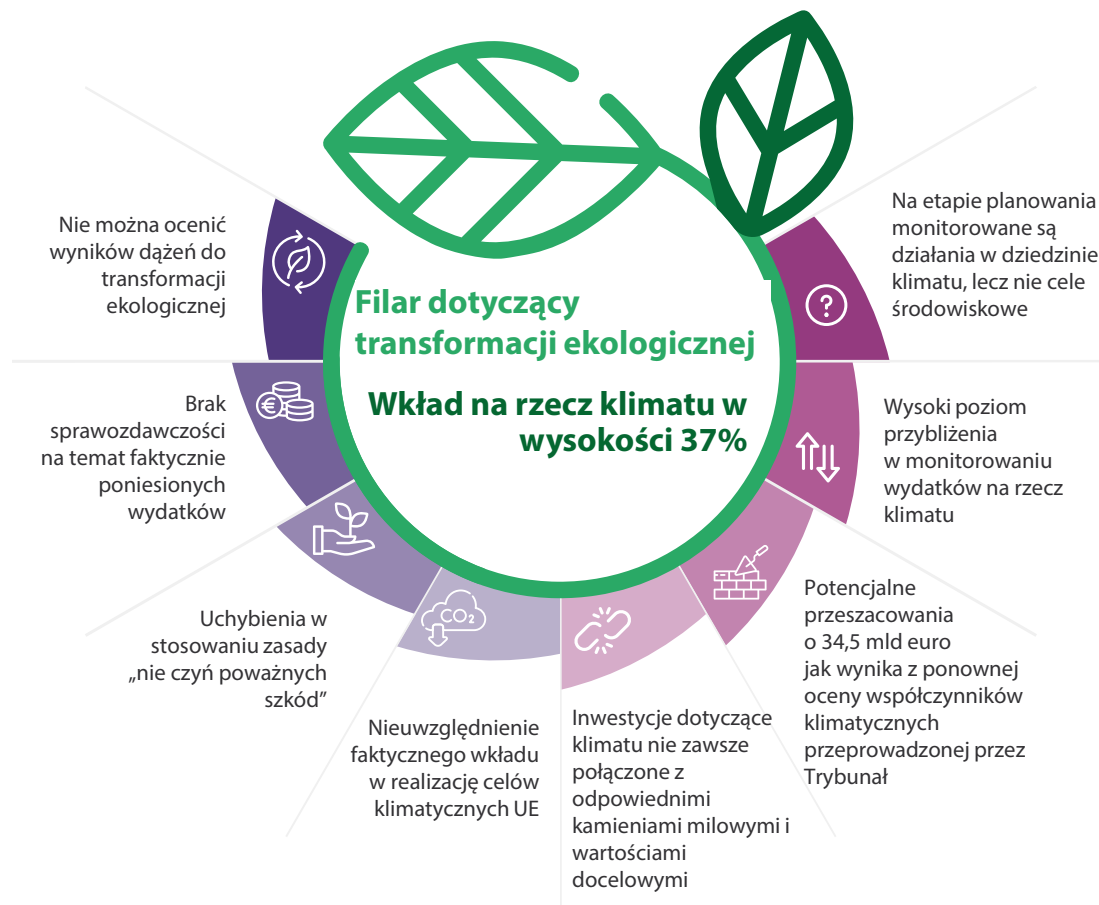 Filar dotyczący
transformacji ekologicznej
Wkład na rzecz klimatu w
wysokości 37%
Na etapie planowania
monitorowane są
działania w dziedzinie
klimatu, lecz nie cele
środowiskowe
?
Wysoki poziom
przybliżenia
w monitorowaniu
wydatków na rzecz
klimatu
Potencjalne
przeszacowania
o 34,5 mld euro
jak wynika z ponownej
oceny współczynników
klimatycznych
przeprowadzonej przez
Trybunał
Inwestycje dotyczące
klimatu nie zawsze
połączone z
odpowiednimi
kamieniami milowymi i
wartościami
docelowymi
CO₂
Nieuwzględnienie
faktycznego wkładu
w realizację celów
klimatycznych UE
Uchybienia w
stosowaniu zasady
„nie czyń poważnych
szkód”
€
Brak
sprawozdawczości
na temat faktycznie
poniesionych
wydatków
Nie można ocenić
wyników dążeń do
transformacji
ekologicznej